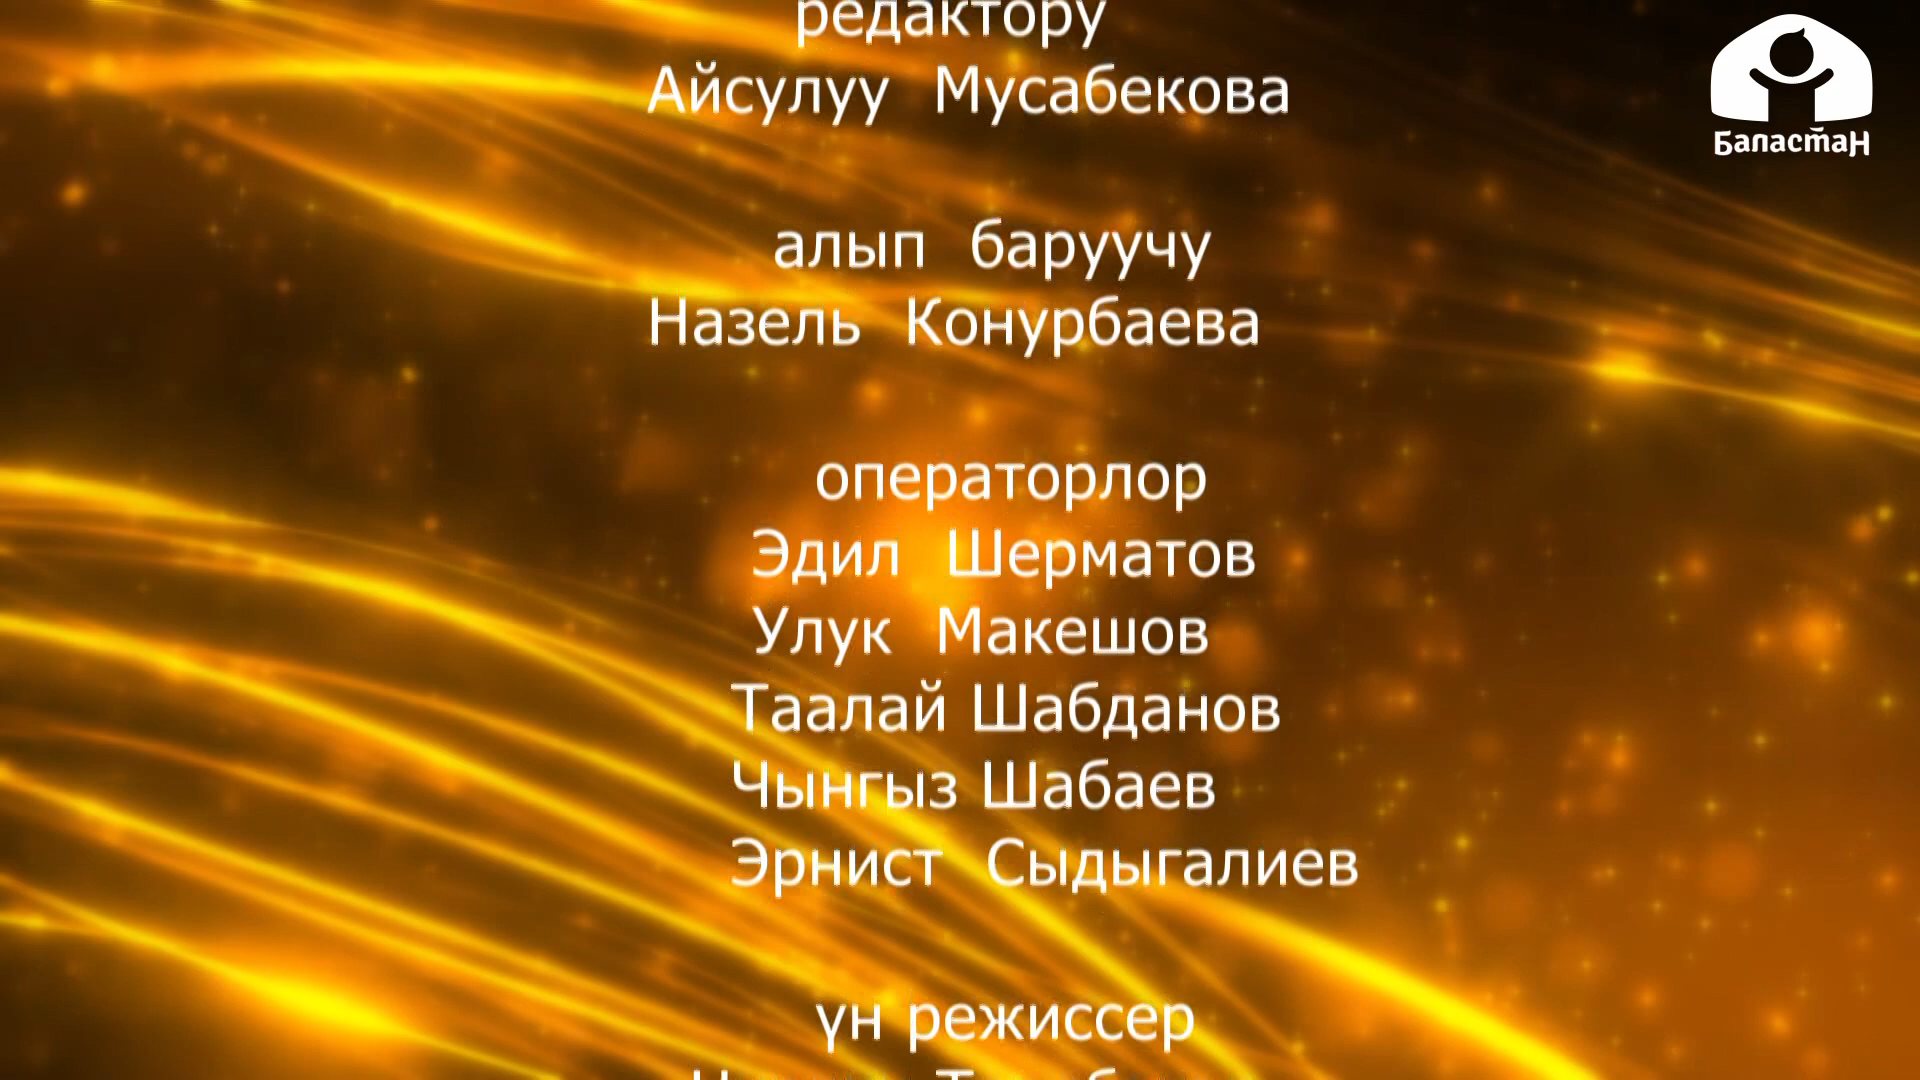 редактору
Айсулуу Мусабекова
Баластан
алып баруучу
Назель Конурбаева
операторлор
Эдил Шерматов
Улук Макешов
Таалай Шабданов
Чынгыз Шабаев
Эрнист Сыдыгалиев
үн режиссер